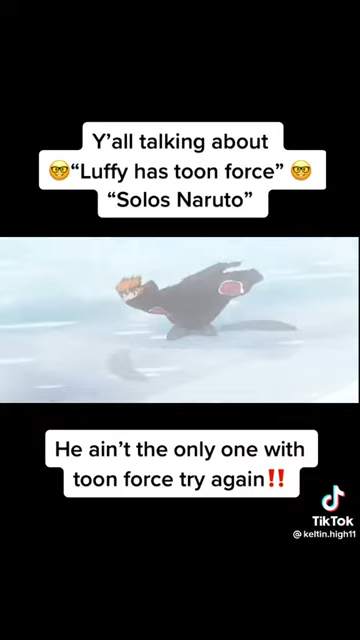 Y'all talking about
🤓“Luffy has toon force” 🤓
“Solos Naruto”
He ain't the only one with
toon force try again‼️
TikTok
@keltin.high11